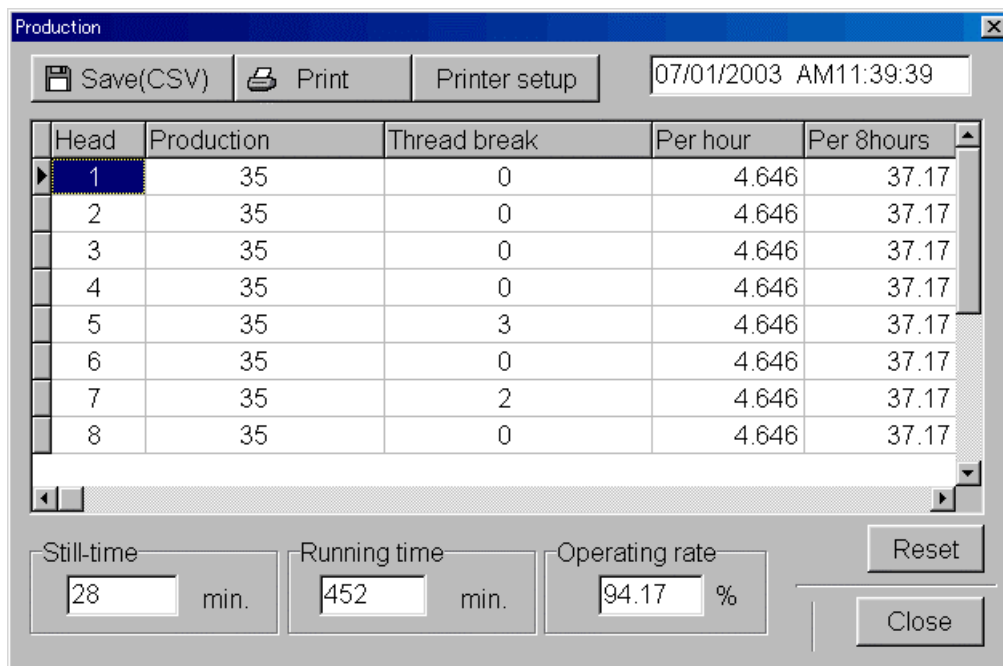 Production
Save(CSV) Print Printer setup 07/01/2003 AM11:39:39
Head Production Thread break Per hour Per 8hours
1 35 0 4.646 37.17
2 35 0 4.646 37.17
3 35 0 4.646 37.17
4 35 0 4.646 37.17
5 35 3 4.646 37.17
6 35 0 4.646 37.17
7 35 2 4.646 37.17
8 35 0 4.646 37.17
Still-time Running time Operating rate Reset
28 min. 452 min. 94.17 %
Close